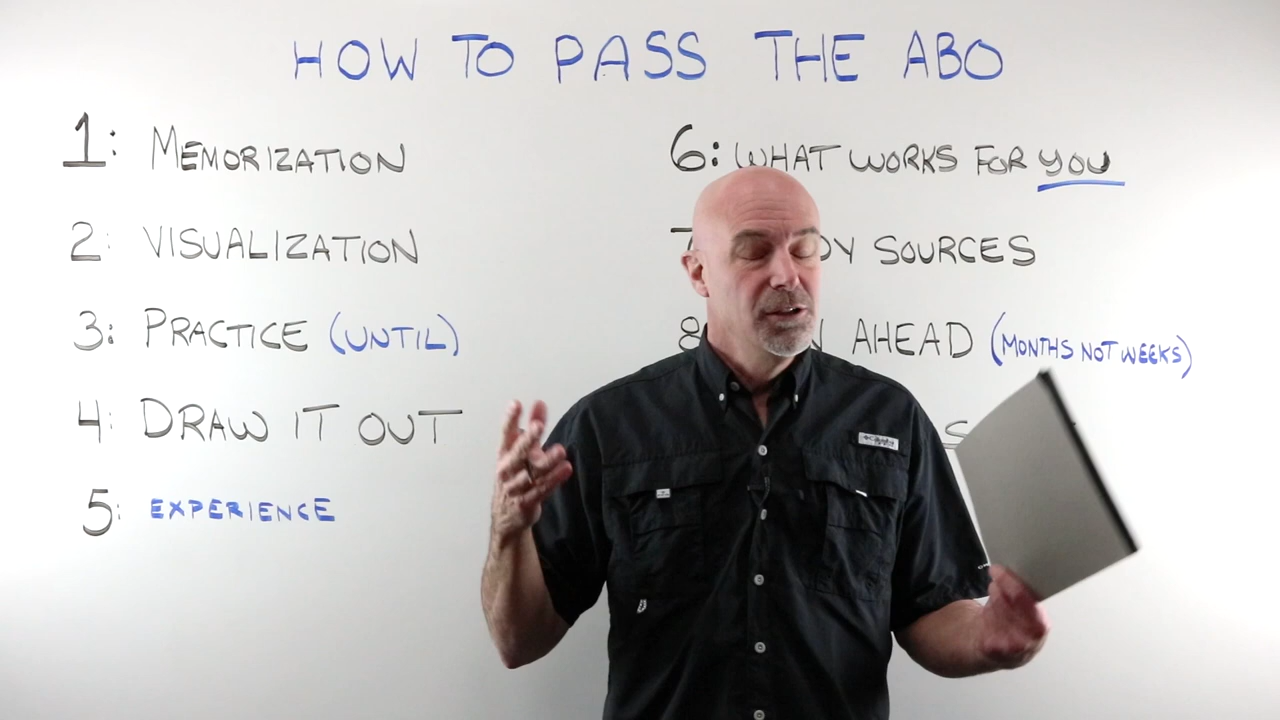 HOW TO PASS THE ABO
1: MEMORIZATION
2: VISUALIZATION
3: PRACTICE (UNTIL)
4: DRAW IT OUT
5: EXPERIENCE
6: WHAT WORKS FOR YOU
SOURCES
AHEAD (MONTHS NOT WEEKS)